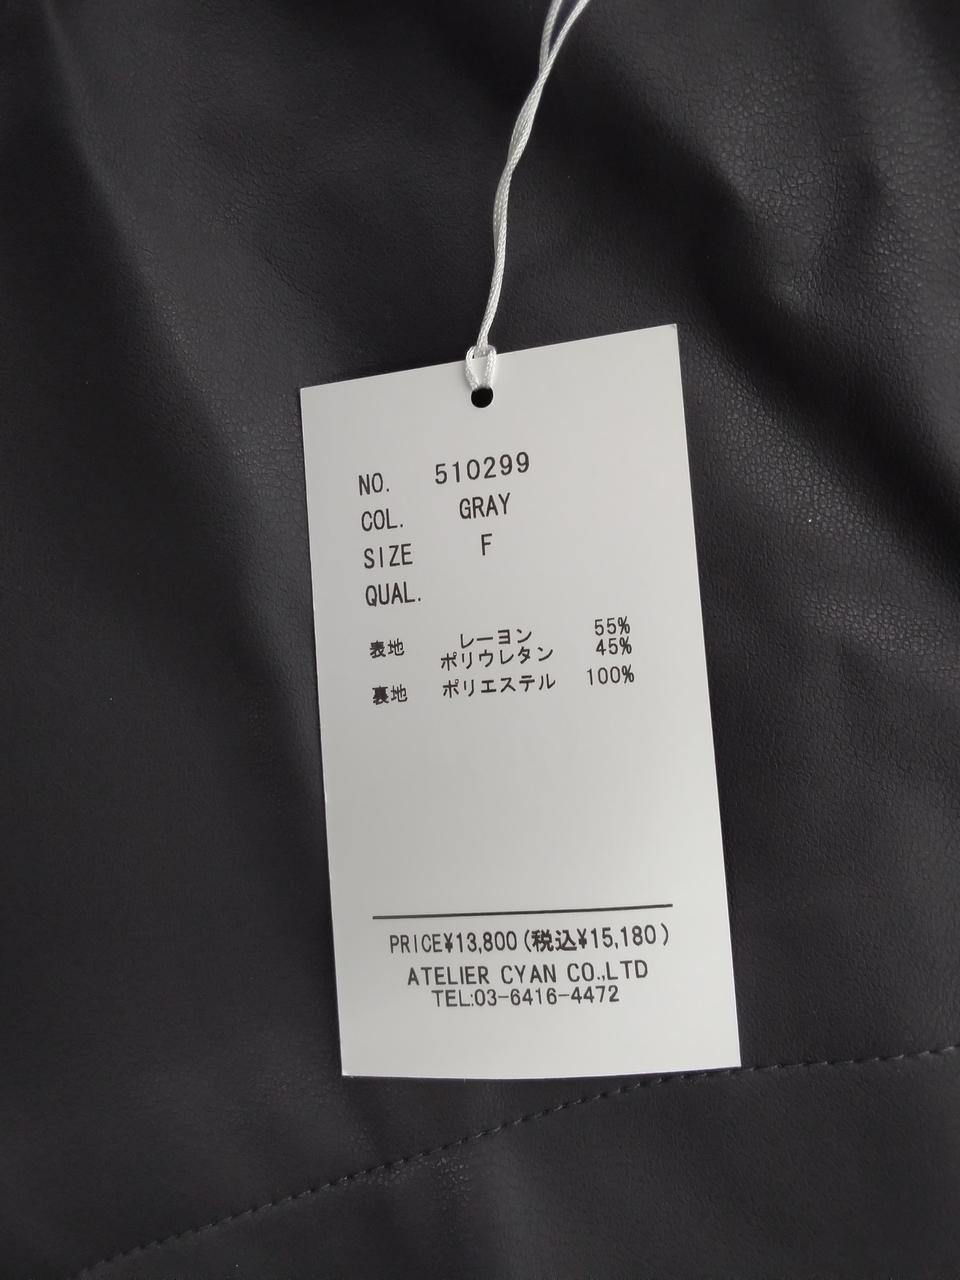 NO. 510299
COL. GRAY
SIZE F
QUAL.
表地 レーヨン 55%
ポリウレタン 45%
裏地 ポリエステル 100%
PRICE¥13,800(税込¥15,180)
ATELIER CYAN CO.,LTD
TEL:03-6416-4472